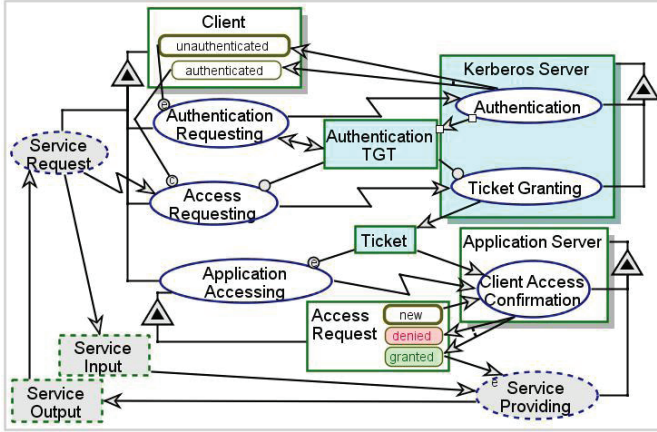 Client
unauthenticated
authenticated
Kerberos Server
Authentication
Authentication
Requesting
e
Authentication
TGT
Service
Request
c
Access
Requesting
Ticket Granting
Ticket
Application Server
e
Application
Accessing
Client Access
Confirmation
Access
Request
new
denied
granted
Service
Input
Service
Output
e
Service
Providing